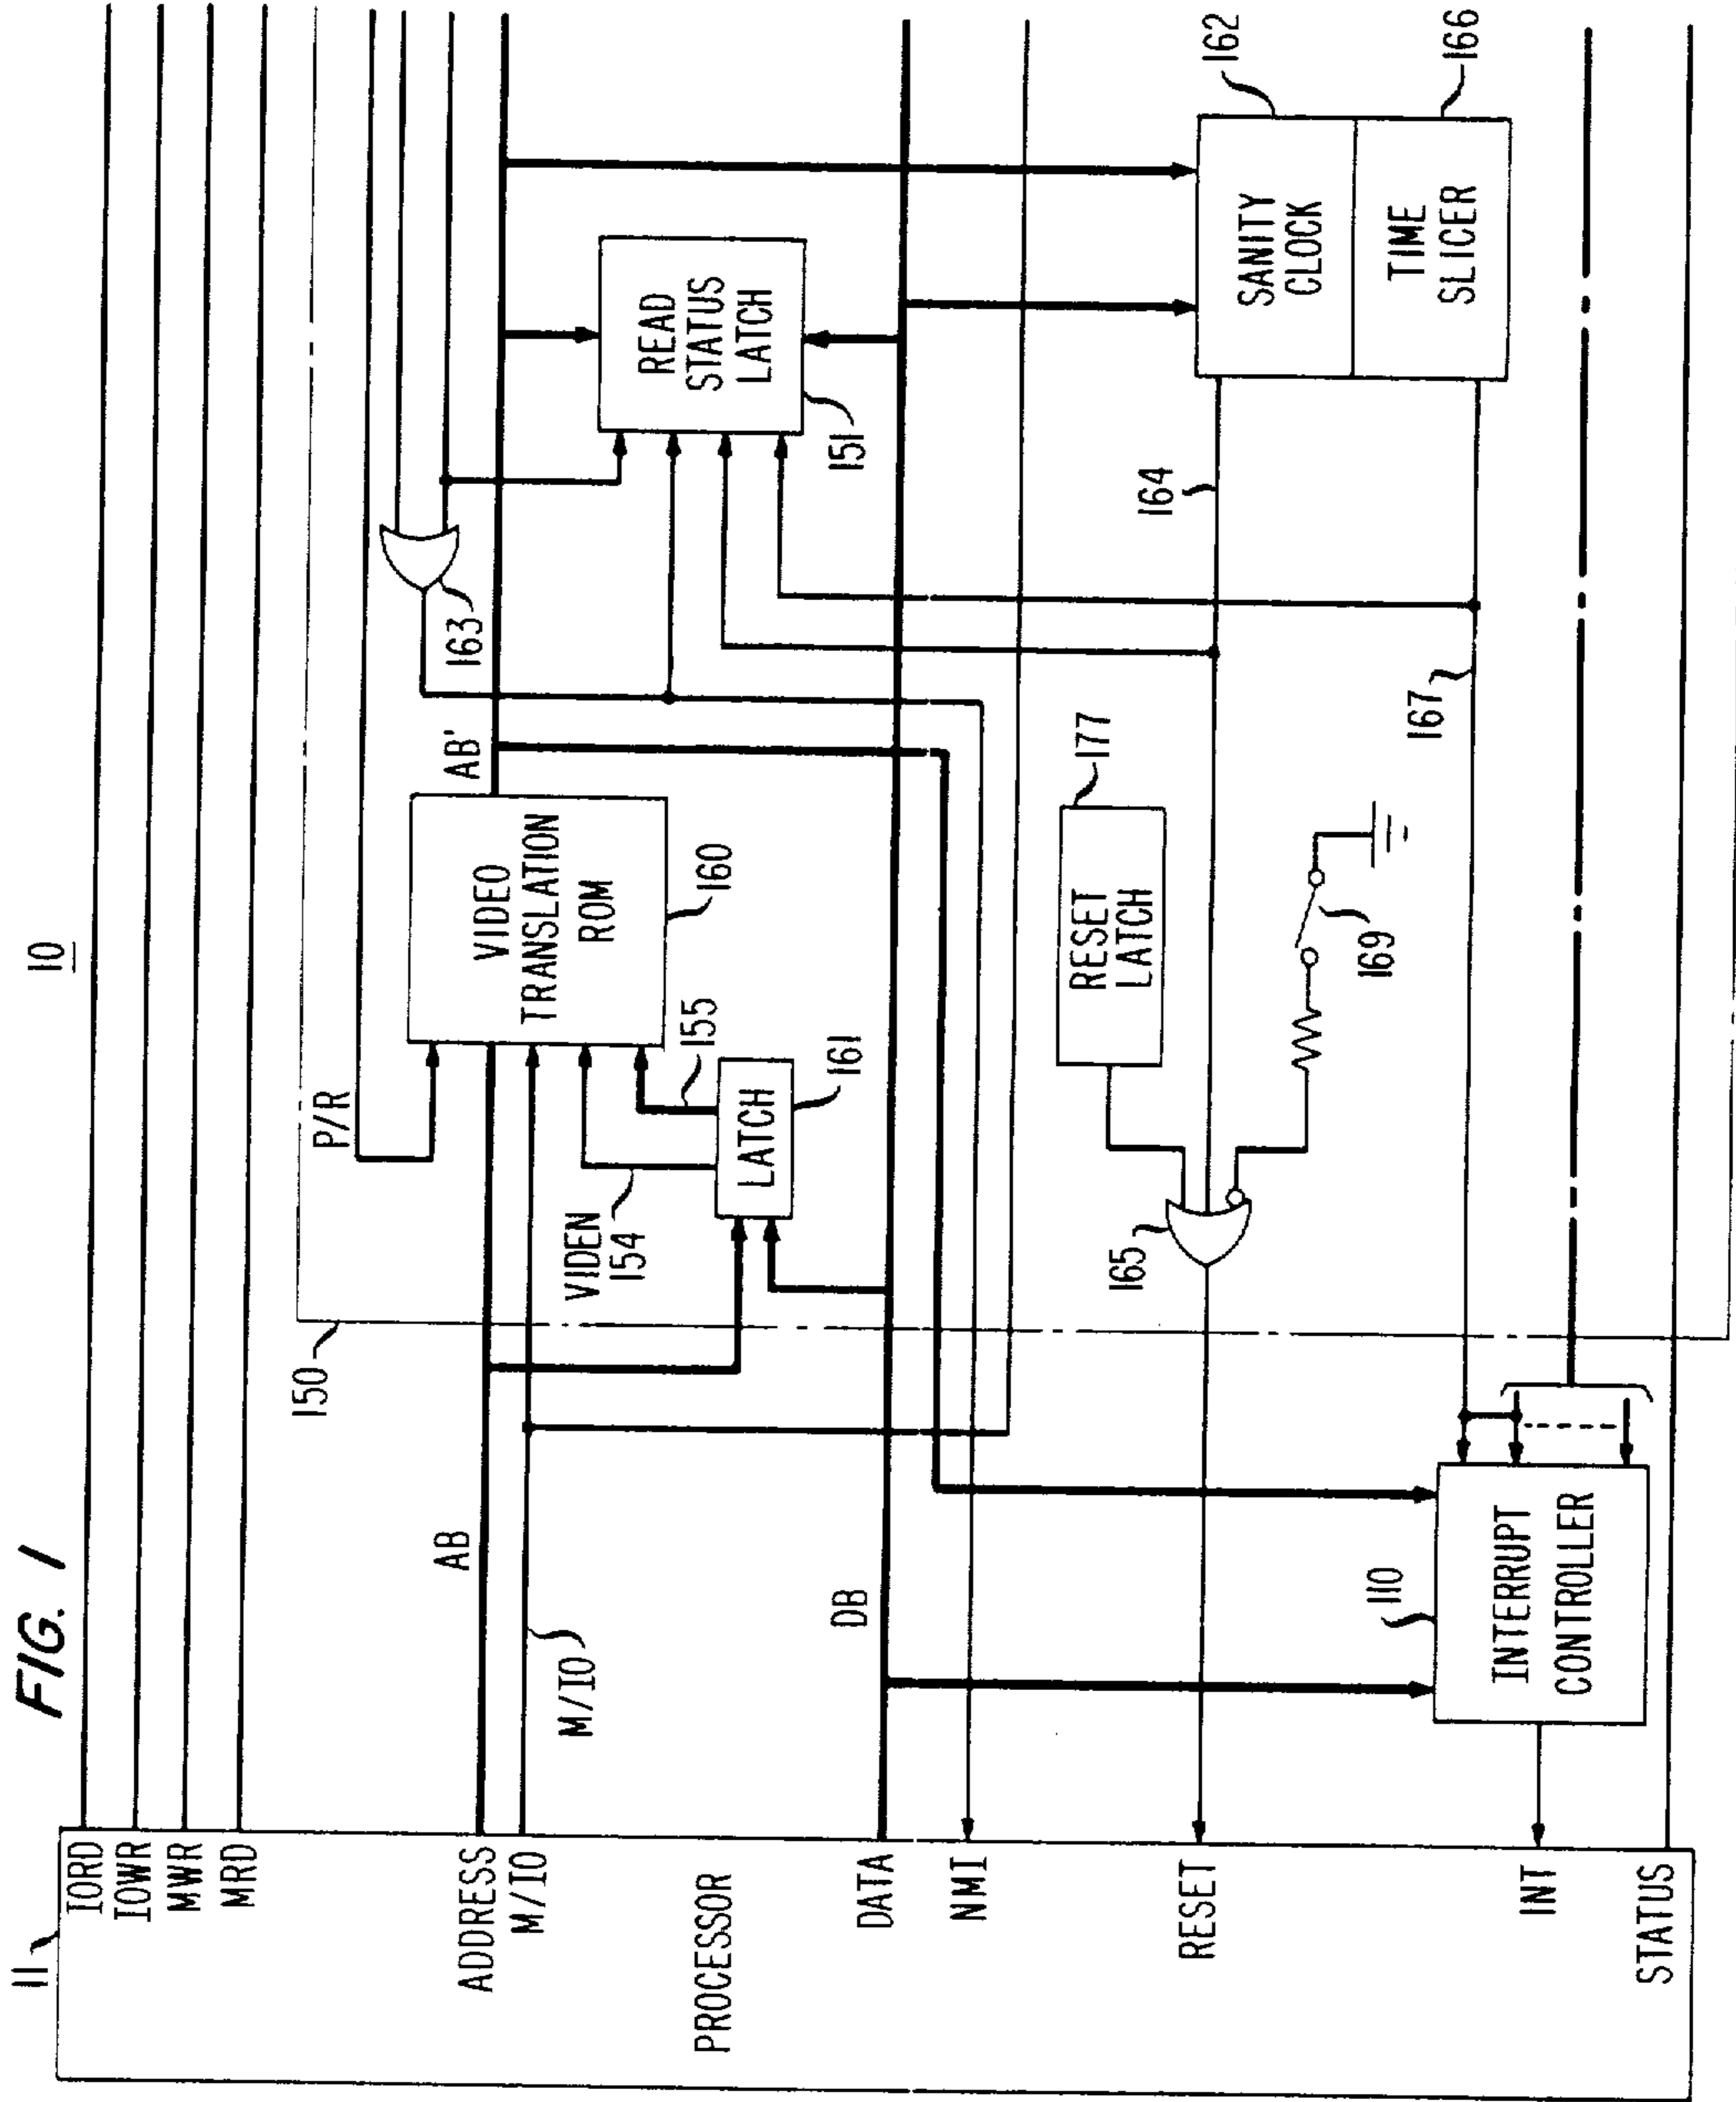 FIG. 1
10
11
IORD
IOWR
MWR
MRD
ADDRESS
M/IO
PROCESSOR
DATA
NMI
RESET
INT
STATUS
AB
M/IO
DB
150
P/R
VIDEN
154
155
LATCH
161
VIDEO
TRANSLATION
ROM
160
AB'
163
READ
STATUS
LATCH
151
165
RESET
LATCH
177
169
164
167
SANITY
CLOCK
162
TIME
SLICER
166
110
INTERRUPT
CONTROLLER